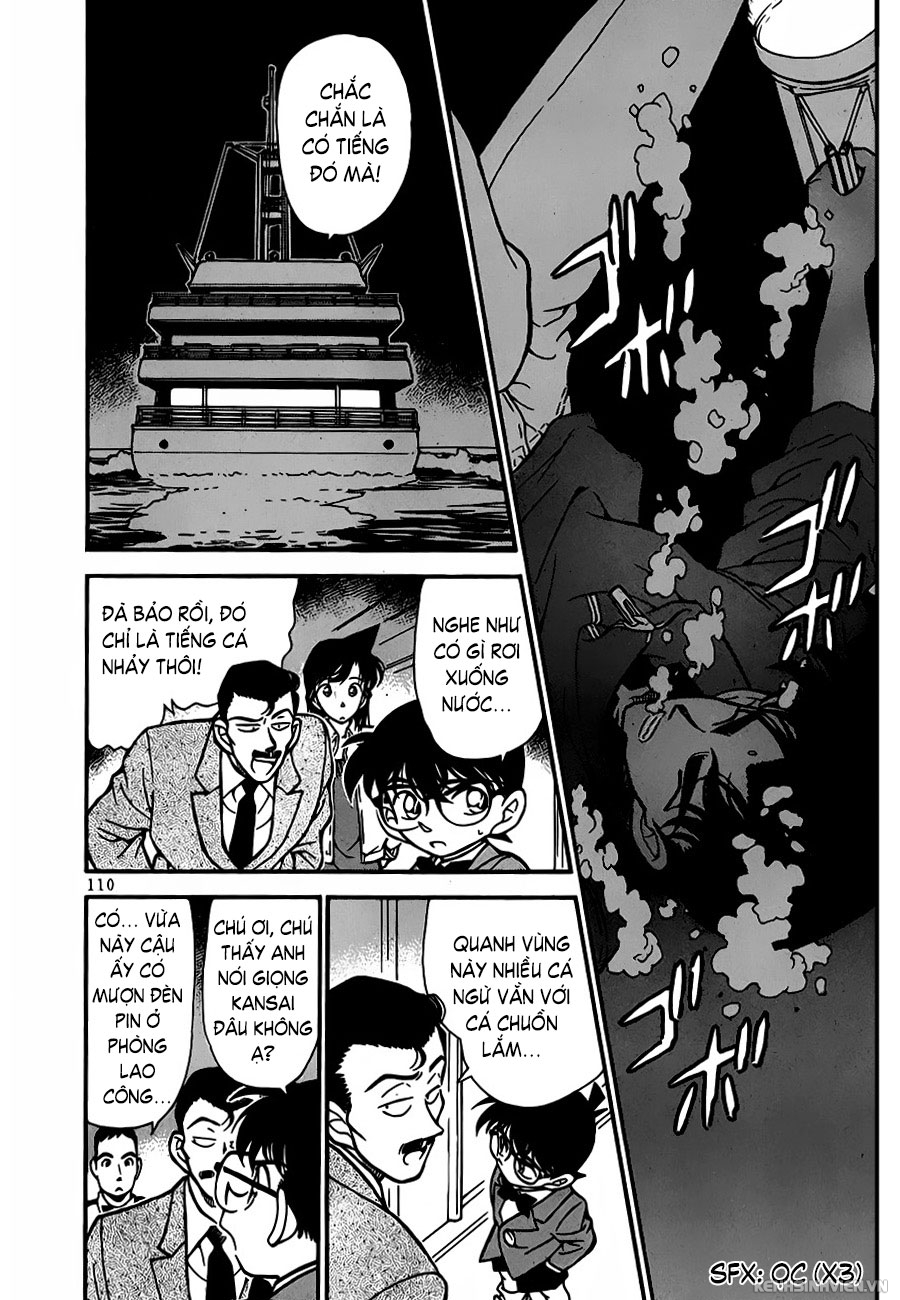 ゴボ
ゴボ
ゴボ
SFX: ỌC (X3)
CHẮC
CHẮN LÀ
CÓ TIẾNG
ĐÓ MÀ!
NGHE NHƯ
CÓ GÌ RƠI
XUỐNG
NƯỚC...
ĐÀ BẢO RỒI, ĐÓ
CHỈ LÀ TIẾNG CÁ
NHẢY THÔI!
110
QUANH VÙNG
NÀY NHIỀU CÁ
NGỪ VẰN VỚI
CÁ CHUỒN
LẮM...
CHÚ ƠI, CHÚ
THẤY ANH
NÓI GIỌNG
KANSAI
ĐÂU KHÔNG
Ạ?
CÓ... VỪA
NÀY CẬU
ẤY CÓ
MƯỢN ĐÈN
PIN Ở
PHÒNG
LAO
CÔNG...
KENHSINHVIEN.VN